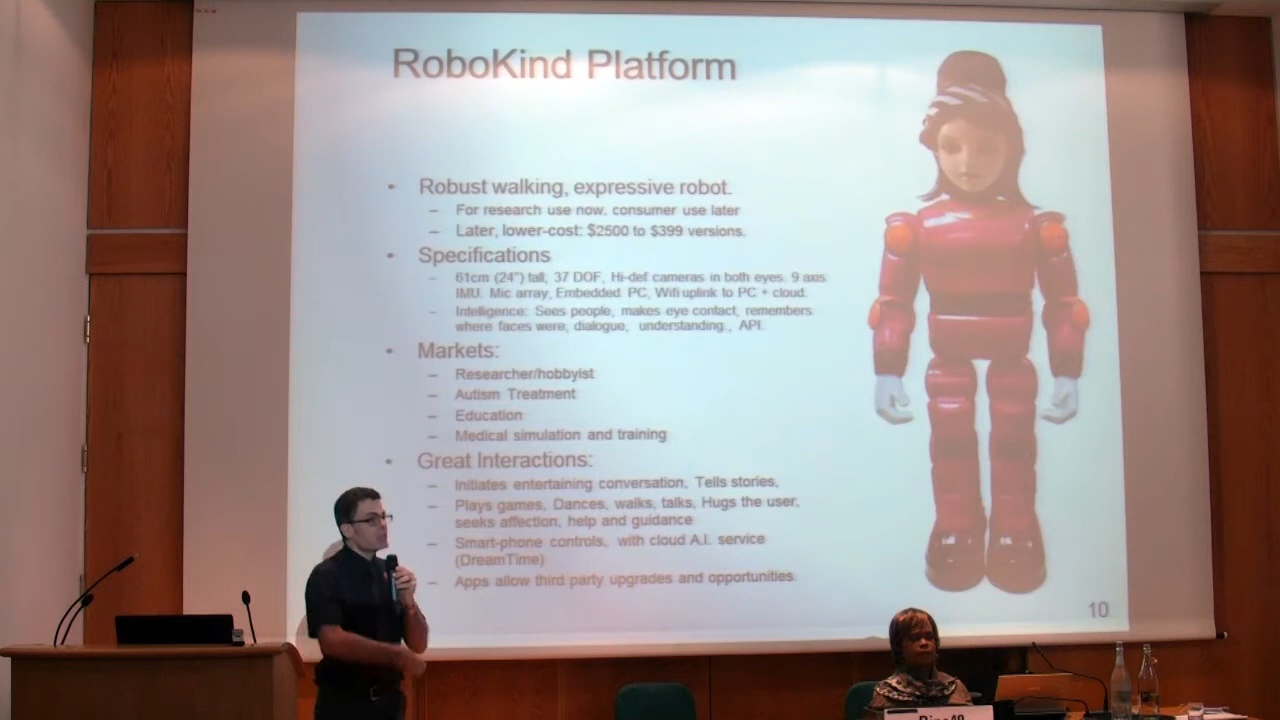 RoboKind Platform
• Robust walking, expressive robot.
– For research use now, consumer use later
– Later, lower-cost: $2500 to $399 versions.
• Specifications
– 61cm (24") tall, 37 DOF, Hi-def cameras in both eyes. 9 axis
IMU. Mic array, Embedded PC, Wifi uplink to PC + cloud.
– Intelligence: Sees people, makes eye contact, remembers
where faces were, dialogue, understanding., API.
• Markets:
– Researcher/hobbyist
– Autism Treatment
– Education
– Medical simulation and training
• Great Interactions:
– Initiates entertaining conversation, Tells stories,
– Plays games, Dances, walks, talks, Hugs the user,
seeks affection, help and guidance
– Smart-phone controls, with cloud A.I. service
(DreamTime)
– Apps allow third party upgrades and opportunities.
10